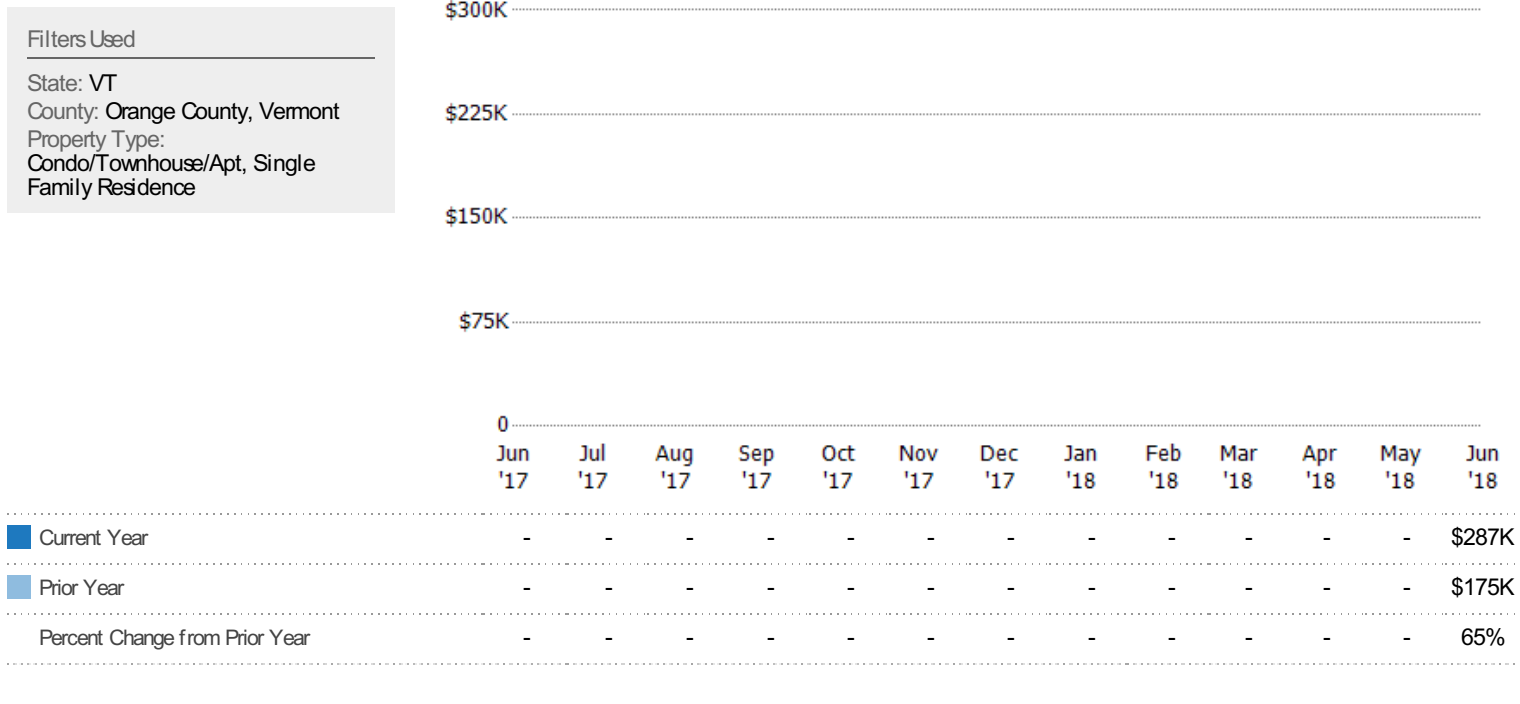 Filters Used
State: VT
County: Orange County, Vermont
Property Type:
Condo/Townhouse/Apt, Single
Family Residence
$300K
$225K
$150K
$75K
0
Jun Jul Aug Sep Oct Nov Dec Jan Feb Mar Apr May Jun
'17 '17 '17 '17 '17 '17 '17 '18 '18 '18 '18 '18 '18
Current Year - - - - - - - - - - - - $287K
Prior Year - - - - - - - - - - - - $175K
Percent Change from Prior Year - - - - - - - - - - - - 65%